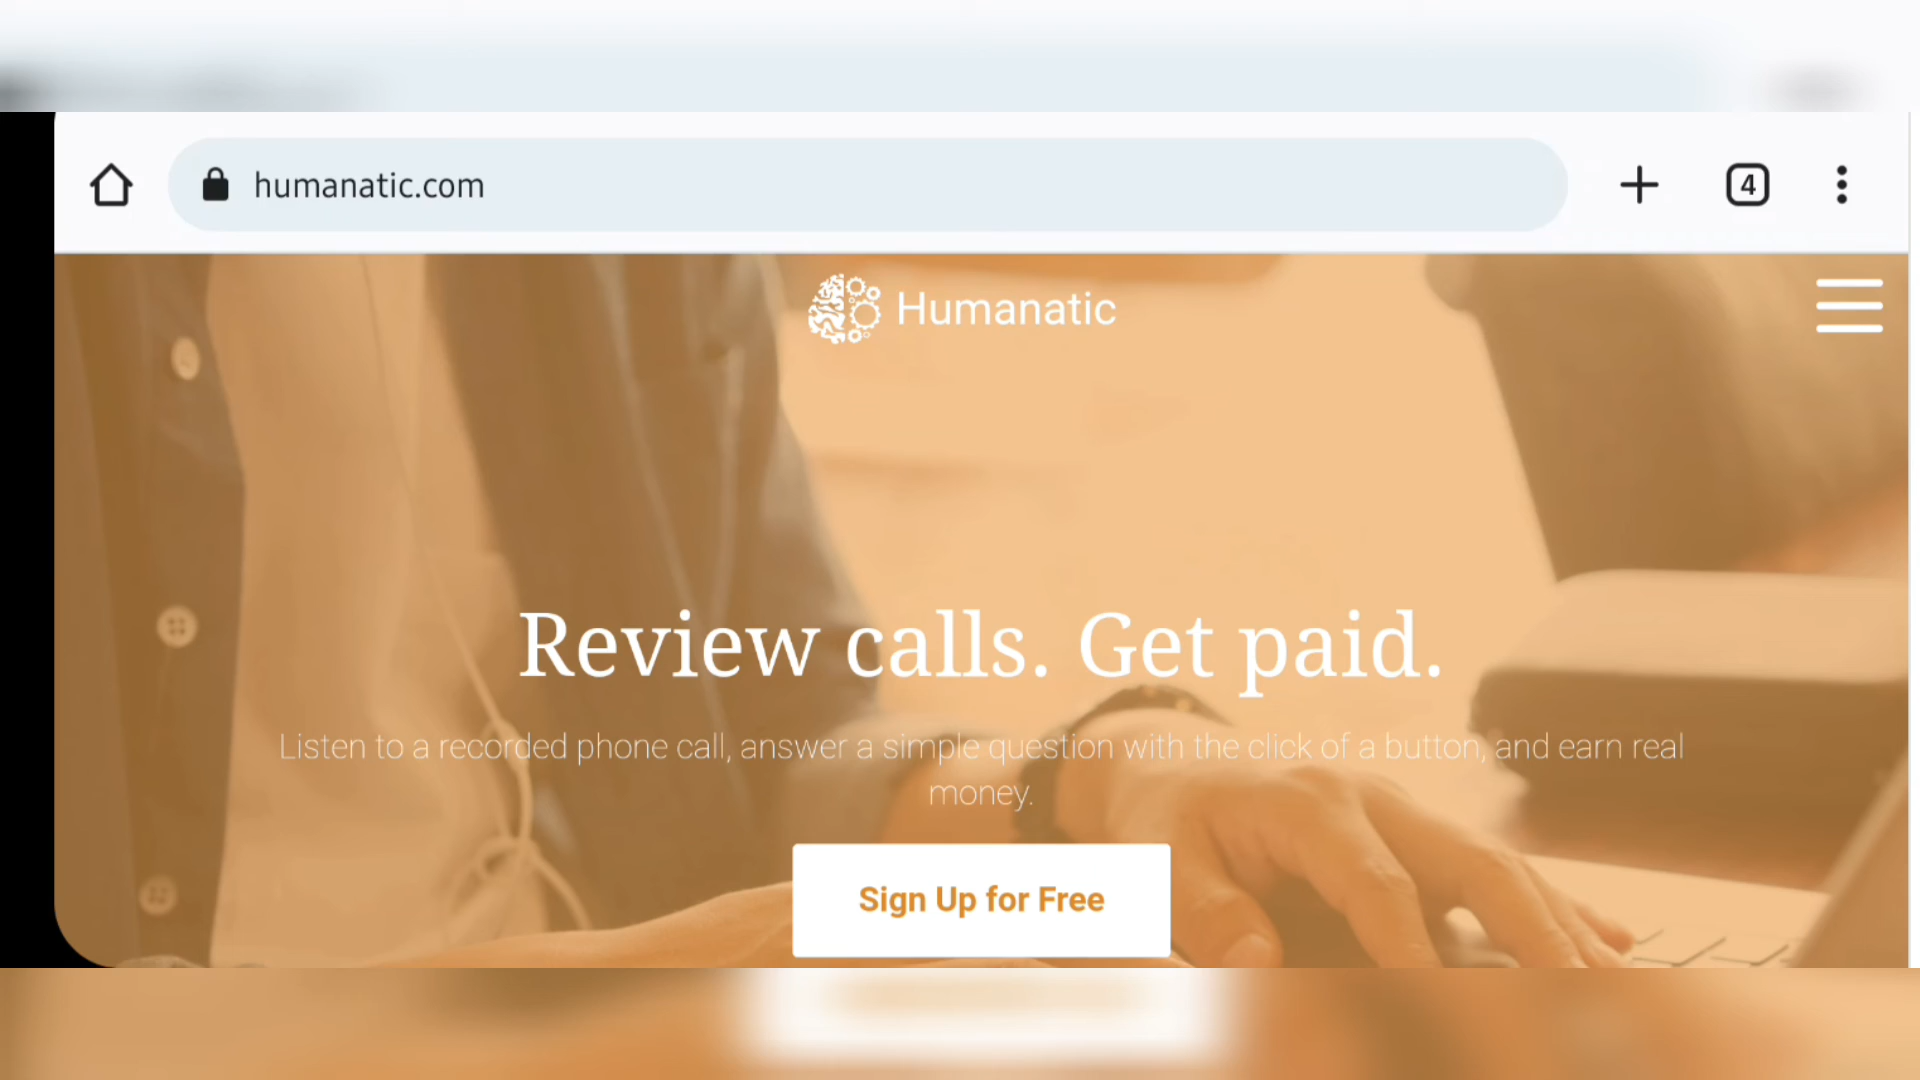 humanatic.com
4
Humanatic
Review calls. Get paid.
Listen to a recorded phone call, answer a simple question with the click of a button, and earn real
money.
Sign Up for Free